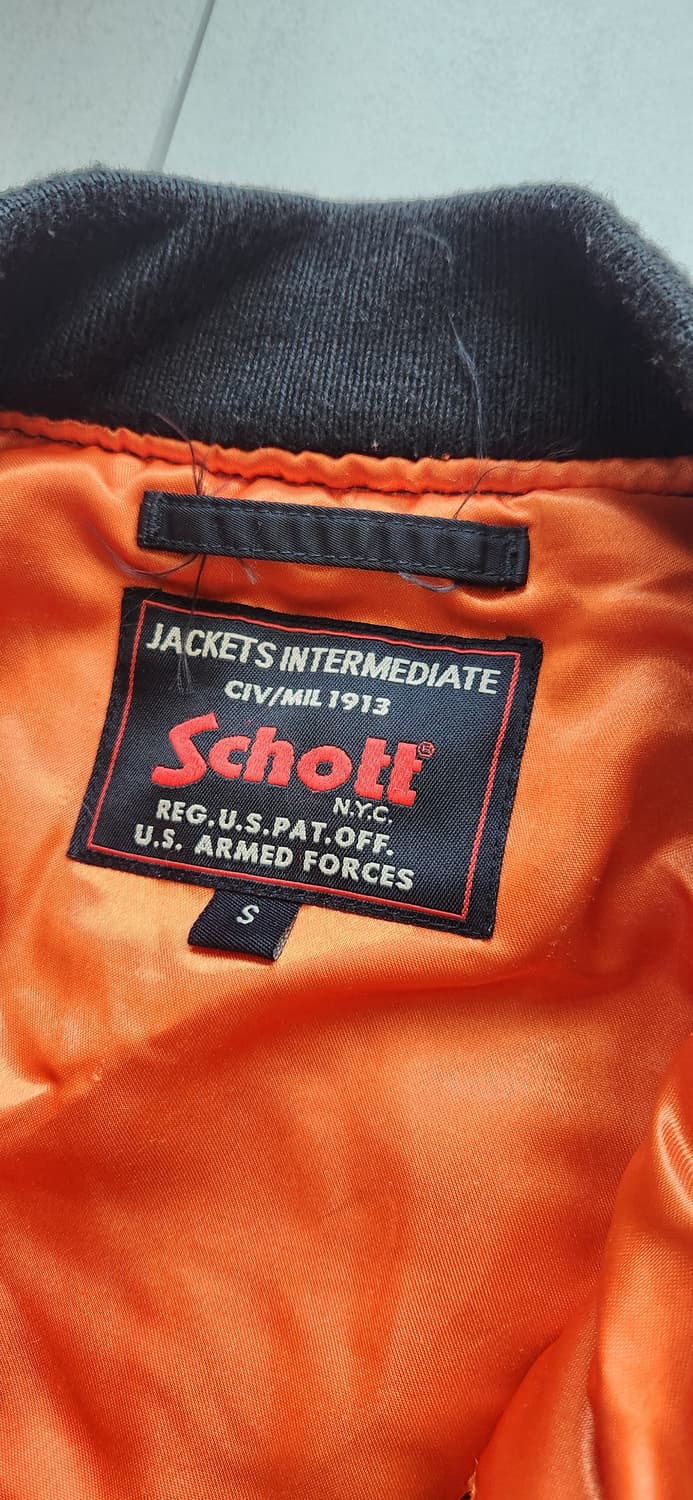 JACKETS INTERMEDIATE
CIV/MIL 1913
Schott®
N.Y.C.
REG.U.S.PAT.OFF.
U.S. ARMED FORCES
S